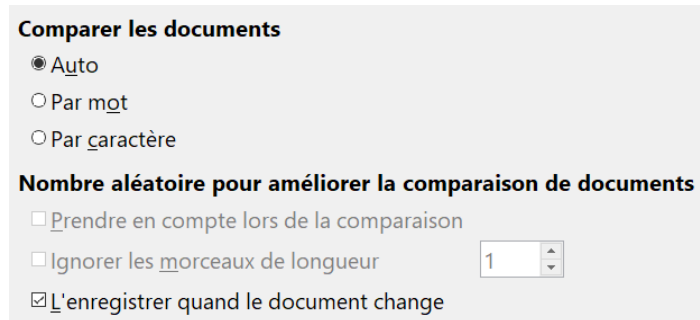 Comparer les documents
Auto
Par mot
Par caractère
Nombre aléatoire pour améliorer la comparaison de documents
Prendre en compte lors de la comparaison
Ignorer les morceaux de longueur 1
L'enregistrer quand le document change